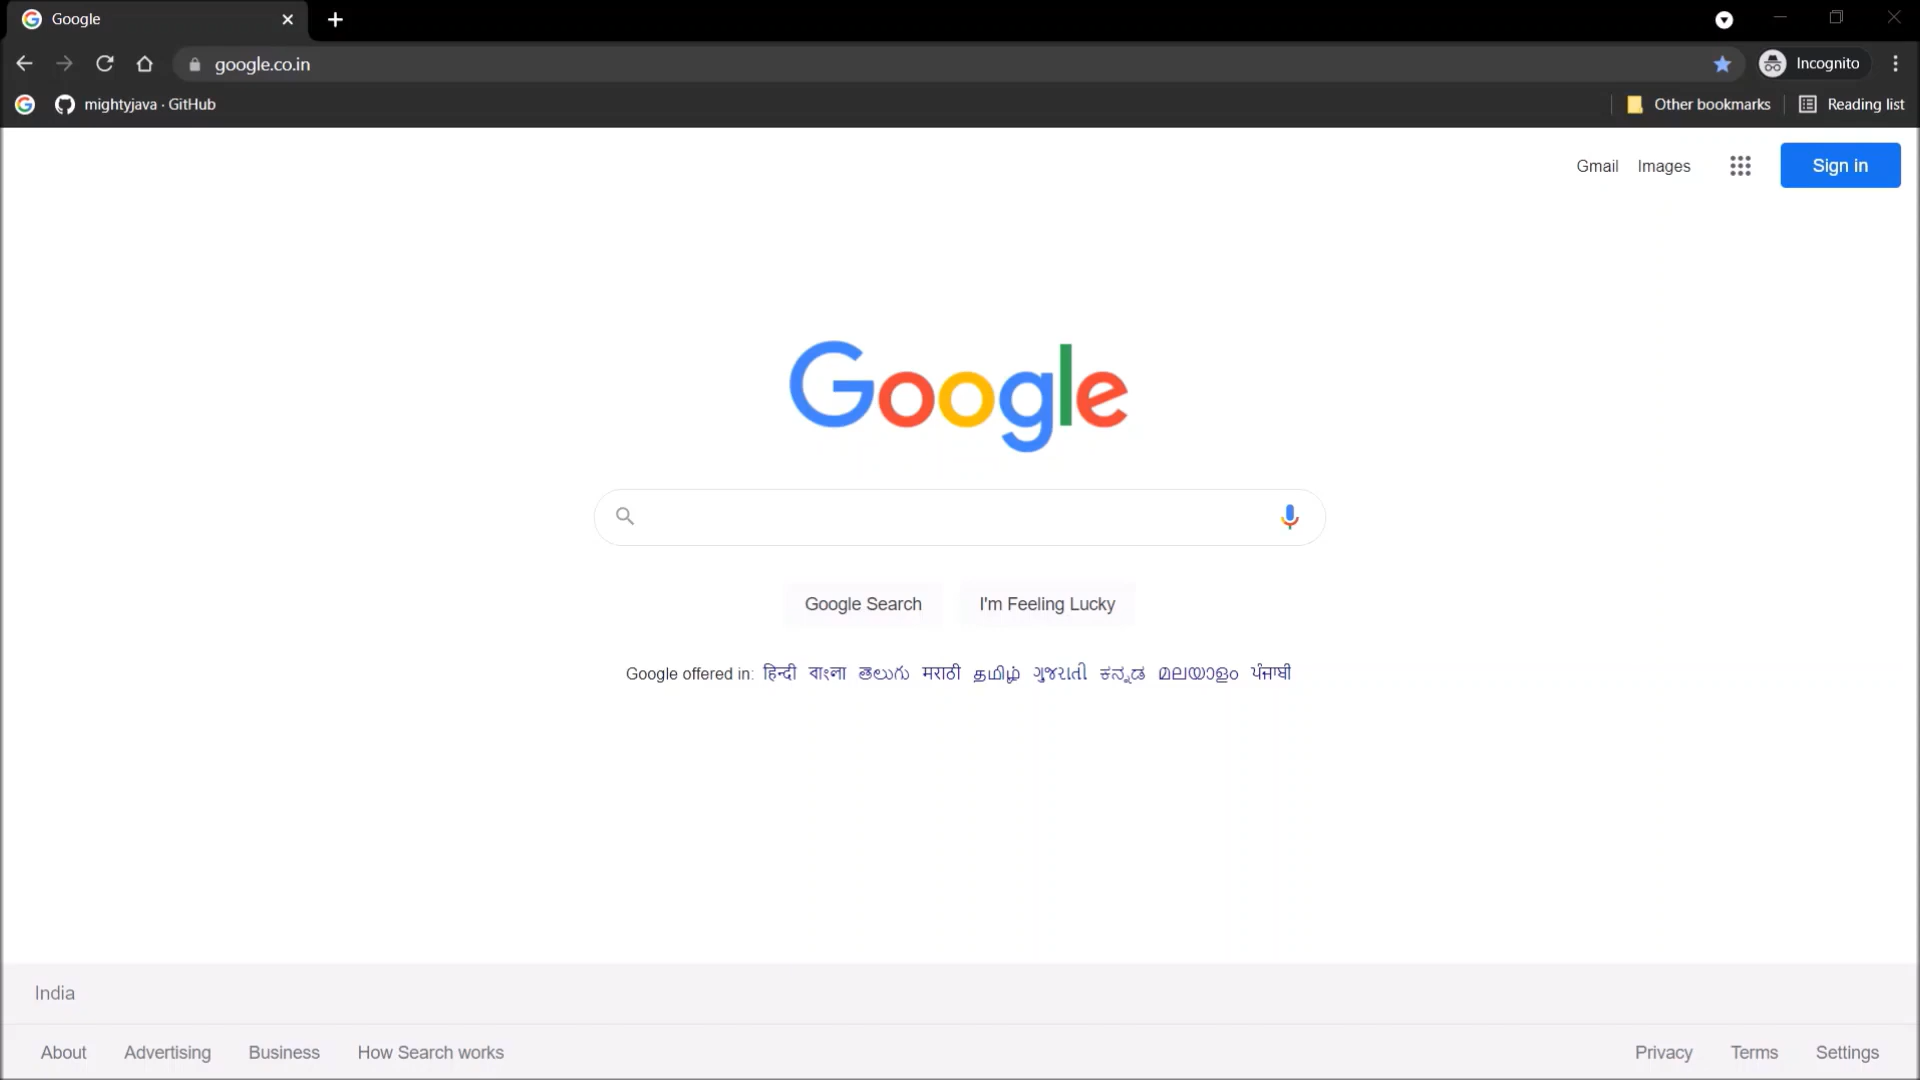 Google
google.co.in
Incognito
mightyjava · GitHub
Other bookmarks
Reading list
Gmail Images Sign in
Google
Google Search I'm Feeling Lucky
Google offered in: हिन्दी বাংলা తెలుగు मराठी தமிழ் ગુજરાતી ಕನ್ನಡ മലയാളം ਪੰਜਾਬੀ
India
About Advertising Business How Search works Privacy Terms Settings